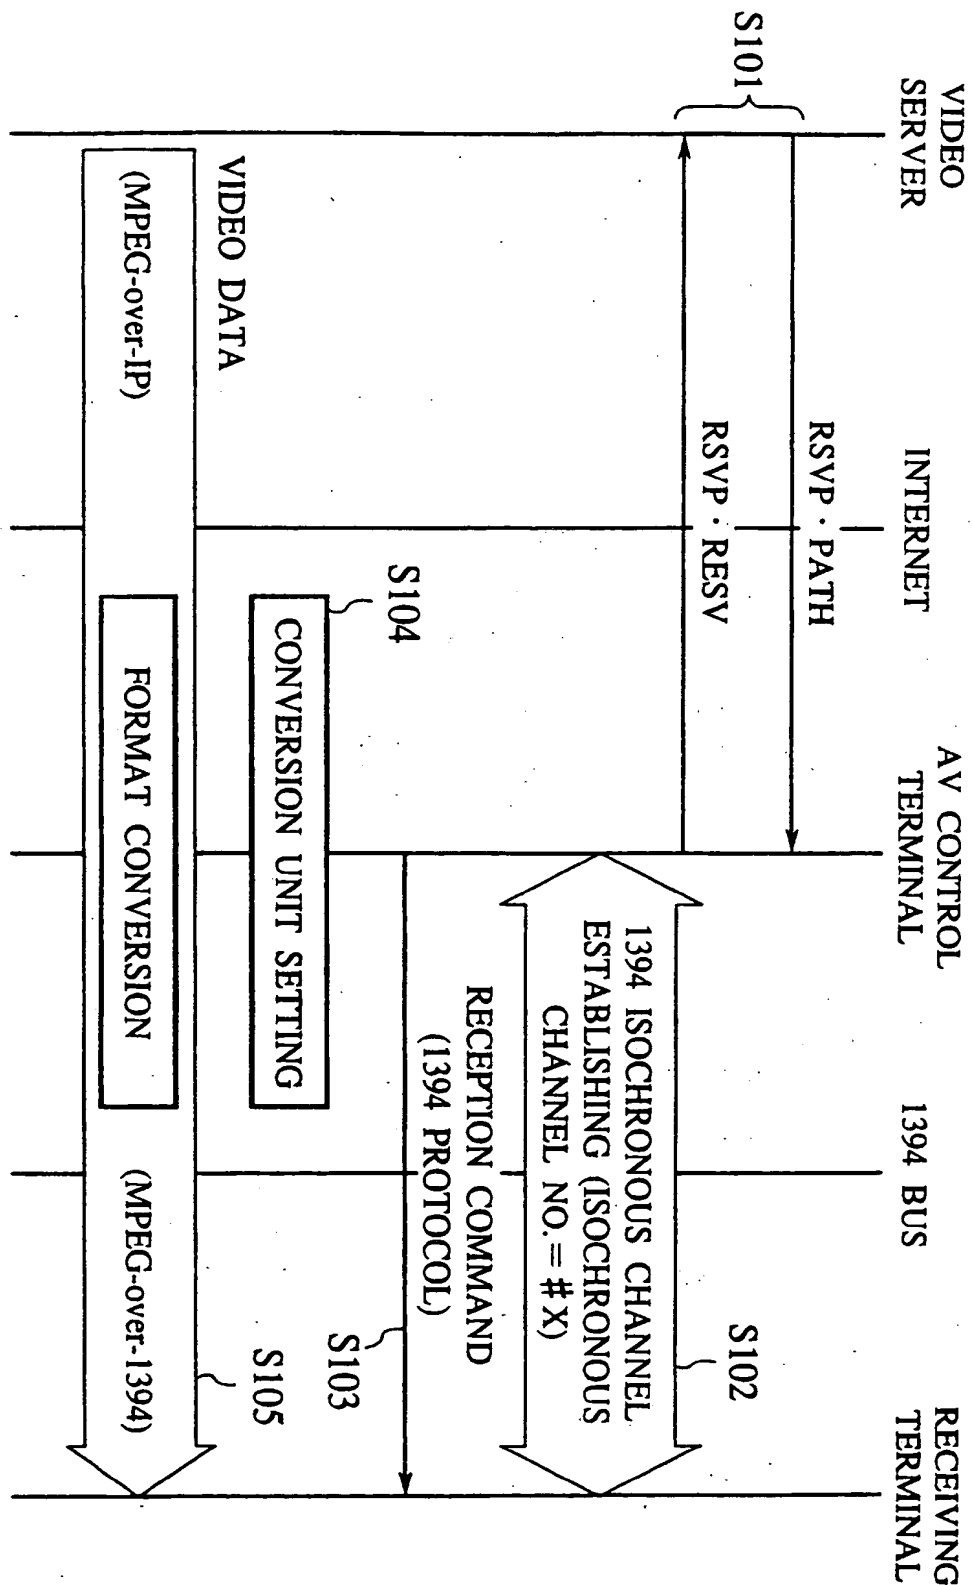 VIDEO
SERVER
INTERNET
AV CONTROL
TERMINAL
1394 BUS
RECEIVING
TERMINAL
S101
RSVP · PATH
RSVP · RESV
S102
1394 ISOCHRONOUS CHANNEL
ESTABLISHING (ISOCHRONOUS
CHANNEL NO. = #X)
RECEPTION COMMAND
(1394 PROTOCOL)
S103
S104
CONVERSION UNIT SETTING
VIDEO DATA
S105
(MPEG-over-IP)
FORMAT CONVERSION
(MPEG-over-1394)